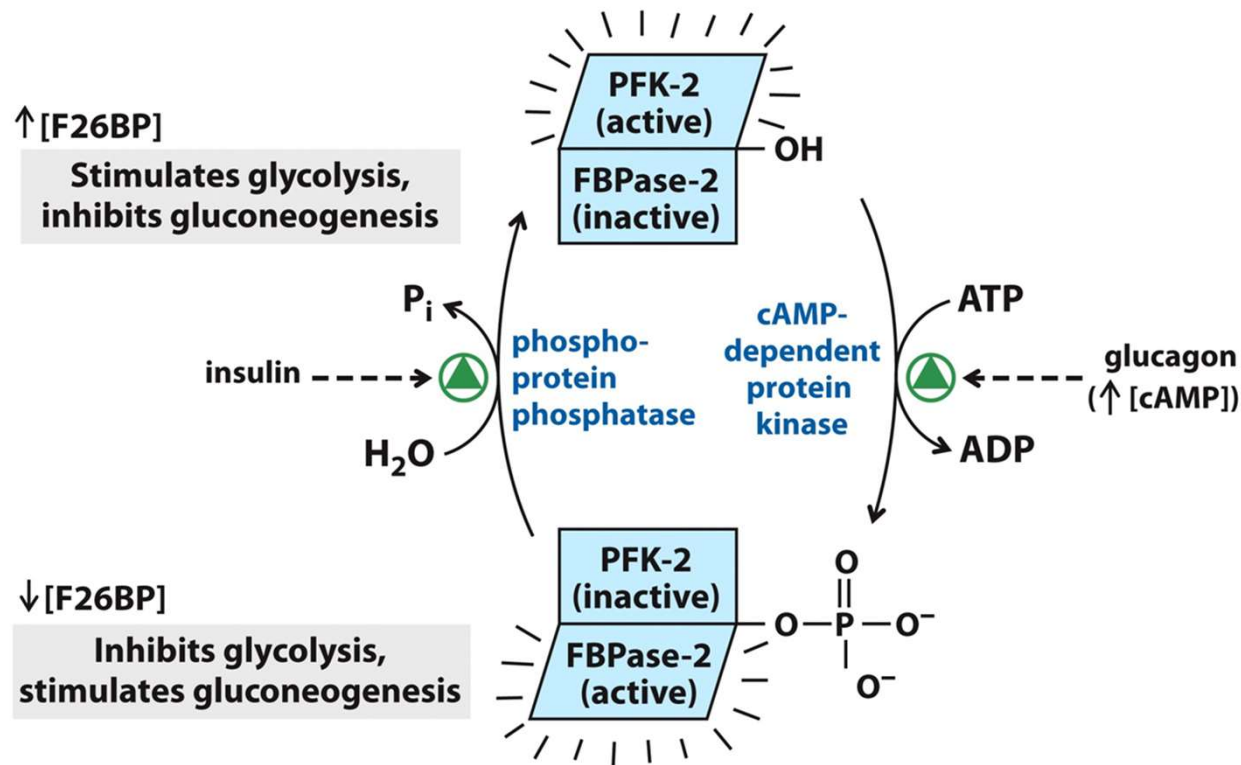 PFK-2
(active)
OH
FBPase-2
(inactive)
↑[F26BP]
Stimulates glycolysis,
inhibits gluconeogenesis
Pi
insulin
H₂O
phospho-
protein
phosphatase
cAMP-
dependent
protein
kinase
ATP
glucagon
(↑ [cAMP])
ADP
↓[F26BP]
Inhibits glycolysis,
stimulates gluconeogenesis
PFK-2
(inactive)
FBPase-2
(active)
O
O–P–O⁻
O⁻